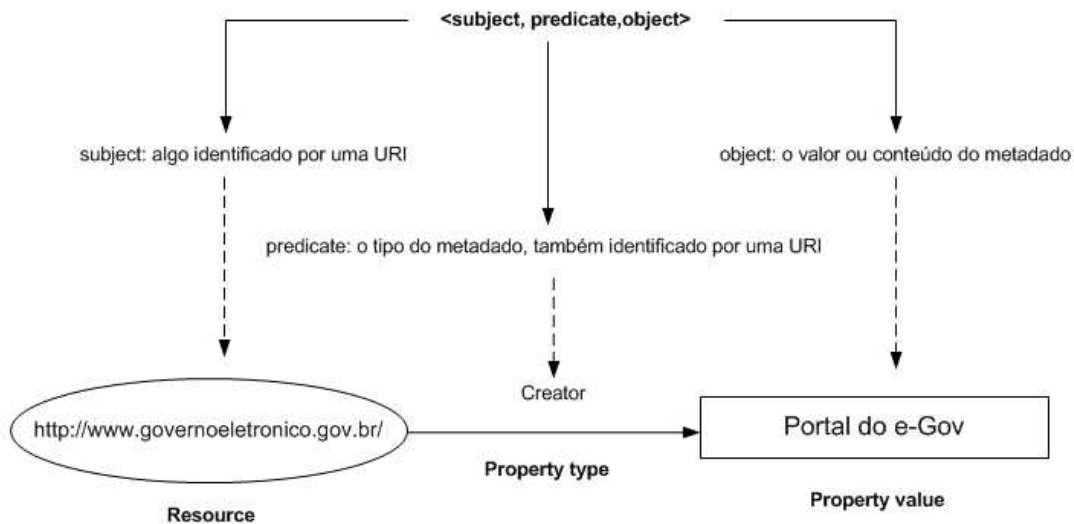 <subject, predicate,object>
subject: algo identificado por uma URI
object: o valor ou conteúdo do metadado
predicate: o tipo do metadado, também identificado por uma URI
Creator
http://www.governoeletronico.gov.br/
Portal do e-Gov
Property type
Property value
Resource